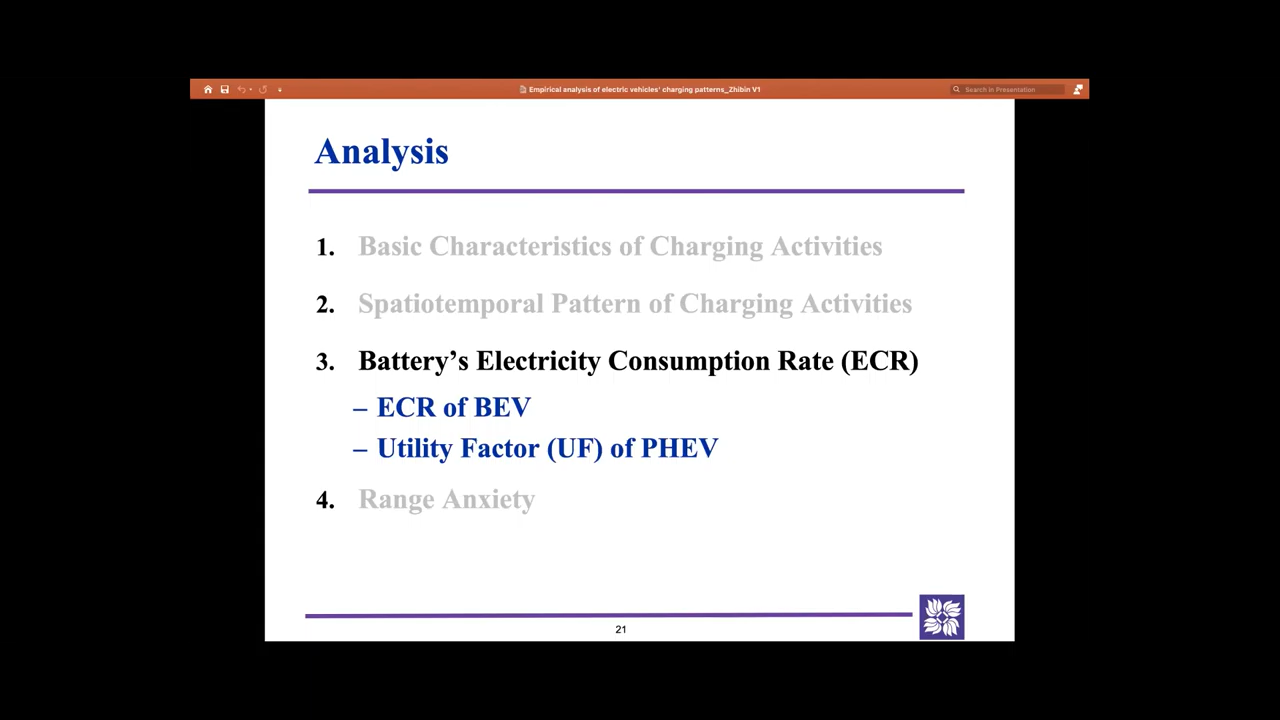 Empirical analysis of electric vehicles' charging patterns_Zhibin V1
Search in Presentation
Analysis
1. Basic Characteristics of Charging Activities
2. Spatiotemporal Pattern of Charging Activities
3. Battery’s Electricity Consumption Rate (ECR)
– ECR of BEV
– Utility Factor (UF) of PHEV
4. Range Anxiety
21